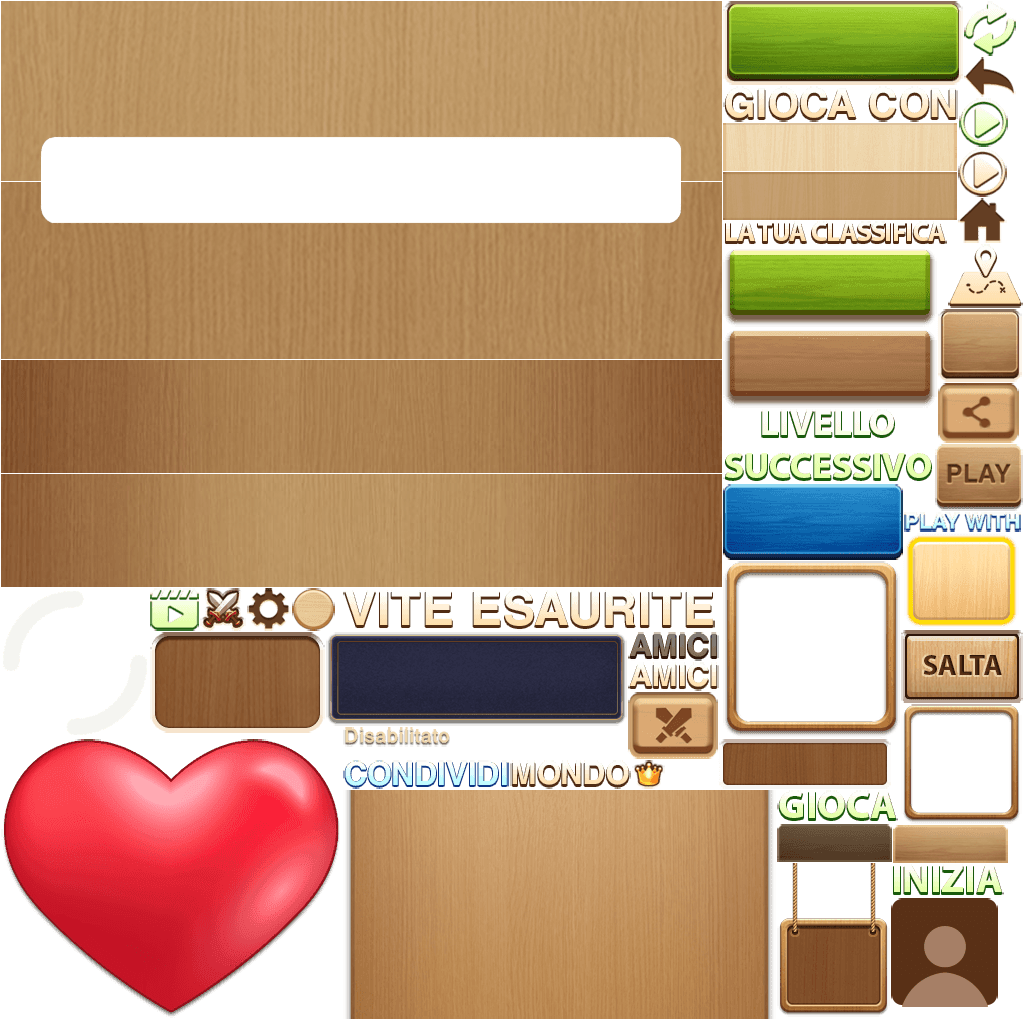 GIOCA CON
LA TUA CLASSIFICA
LIVELLO
SUCCESSIVO
PLAY
PLAY WITH
VITE ESAURITE
AMICI
AMICI
SALTA
Disabilitato
CONDIVIDI
MONDO
GIOCA
INIZIA